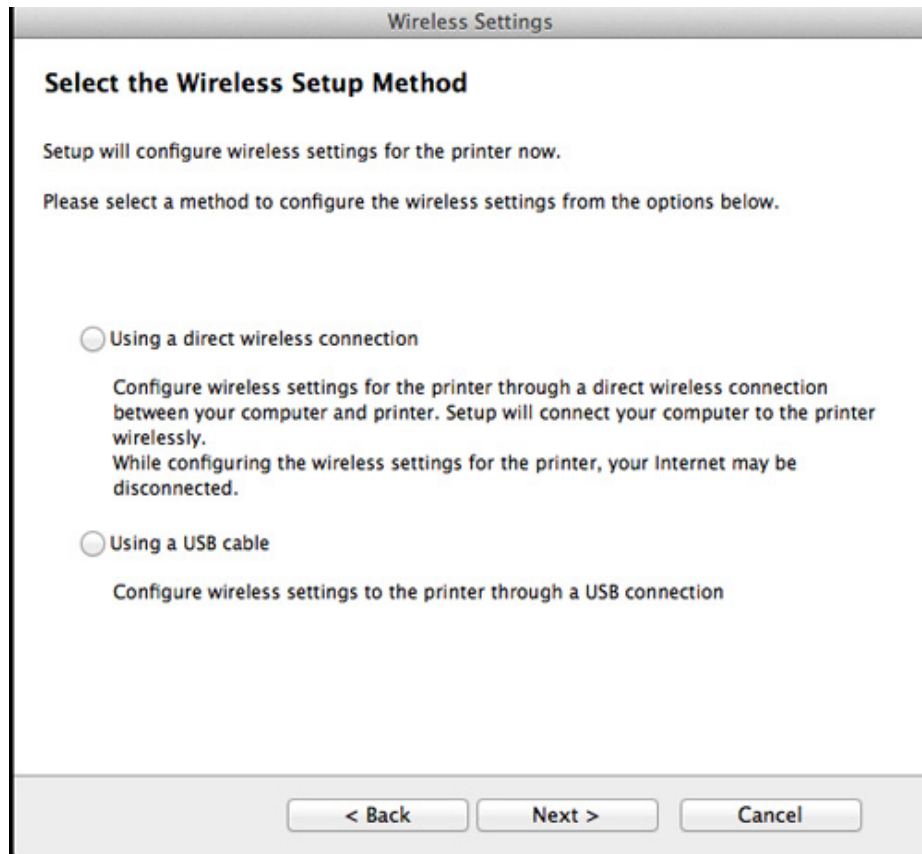 Wireless Settings
Select the Wireless Setup Method
Setup will configure wireless settings for the printer now.
Please select a method to configure the wireless settings from the options below.
Using a direct wireless connection
Configure wireless settings for the printer through a direct wireless connection
between your computer and printer. Setup will connect your computer to the printer
wirelessly.
While configuring the wireless settings for the printer, your Internet may be
disconnected.
Using a USB cable
Configure wireless settings to the printer through a USB connection
< Back Next > Cancel